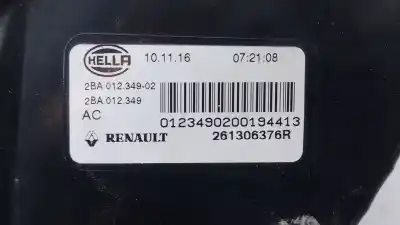 HELLA 10.11.16 07:21:08
2BA 012.349-02
2BA 012.349
AC 0123490200194413
RENAULT 261306376R